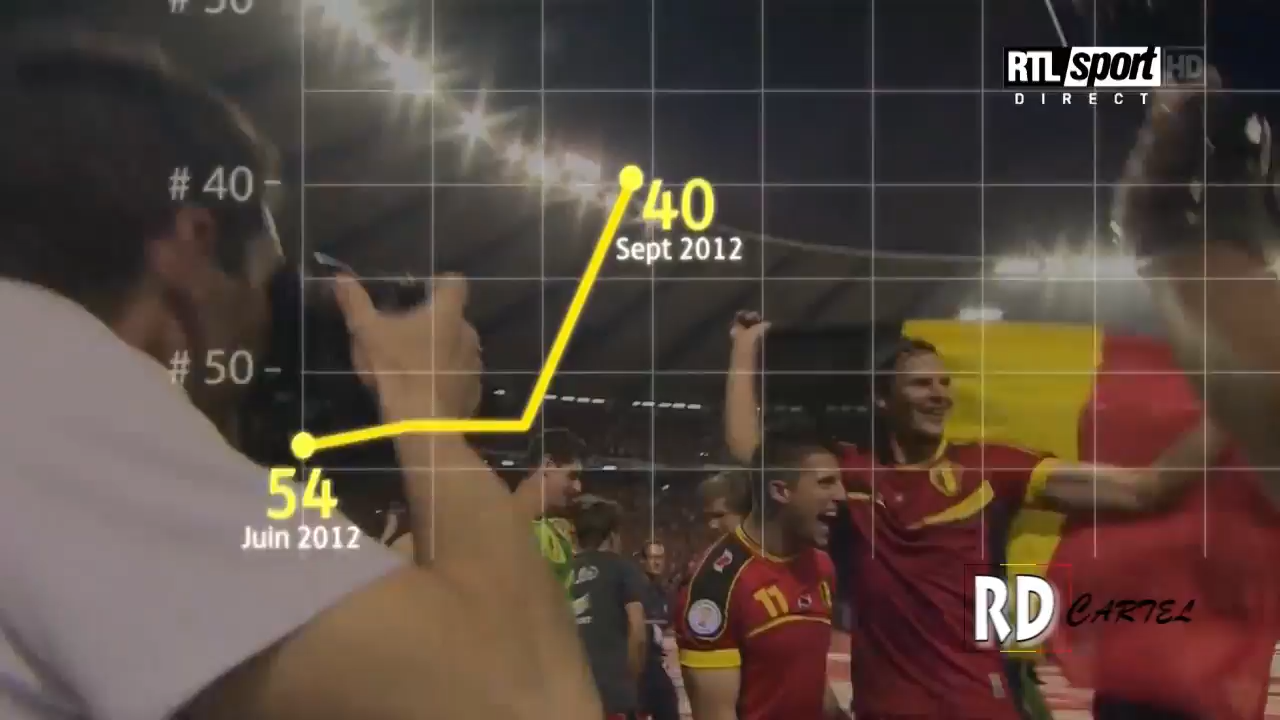 # 30
RTL sport HD
DIRECT
# 40
40
Sept 2012
# 50
54
Juin 2012
11
RD CARTEL